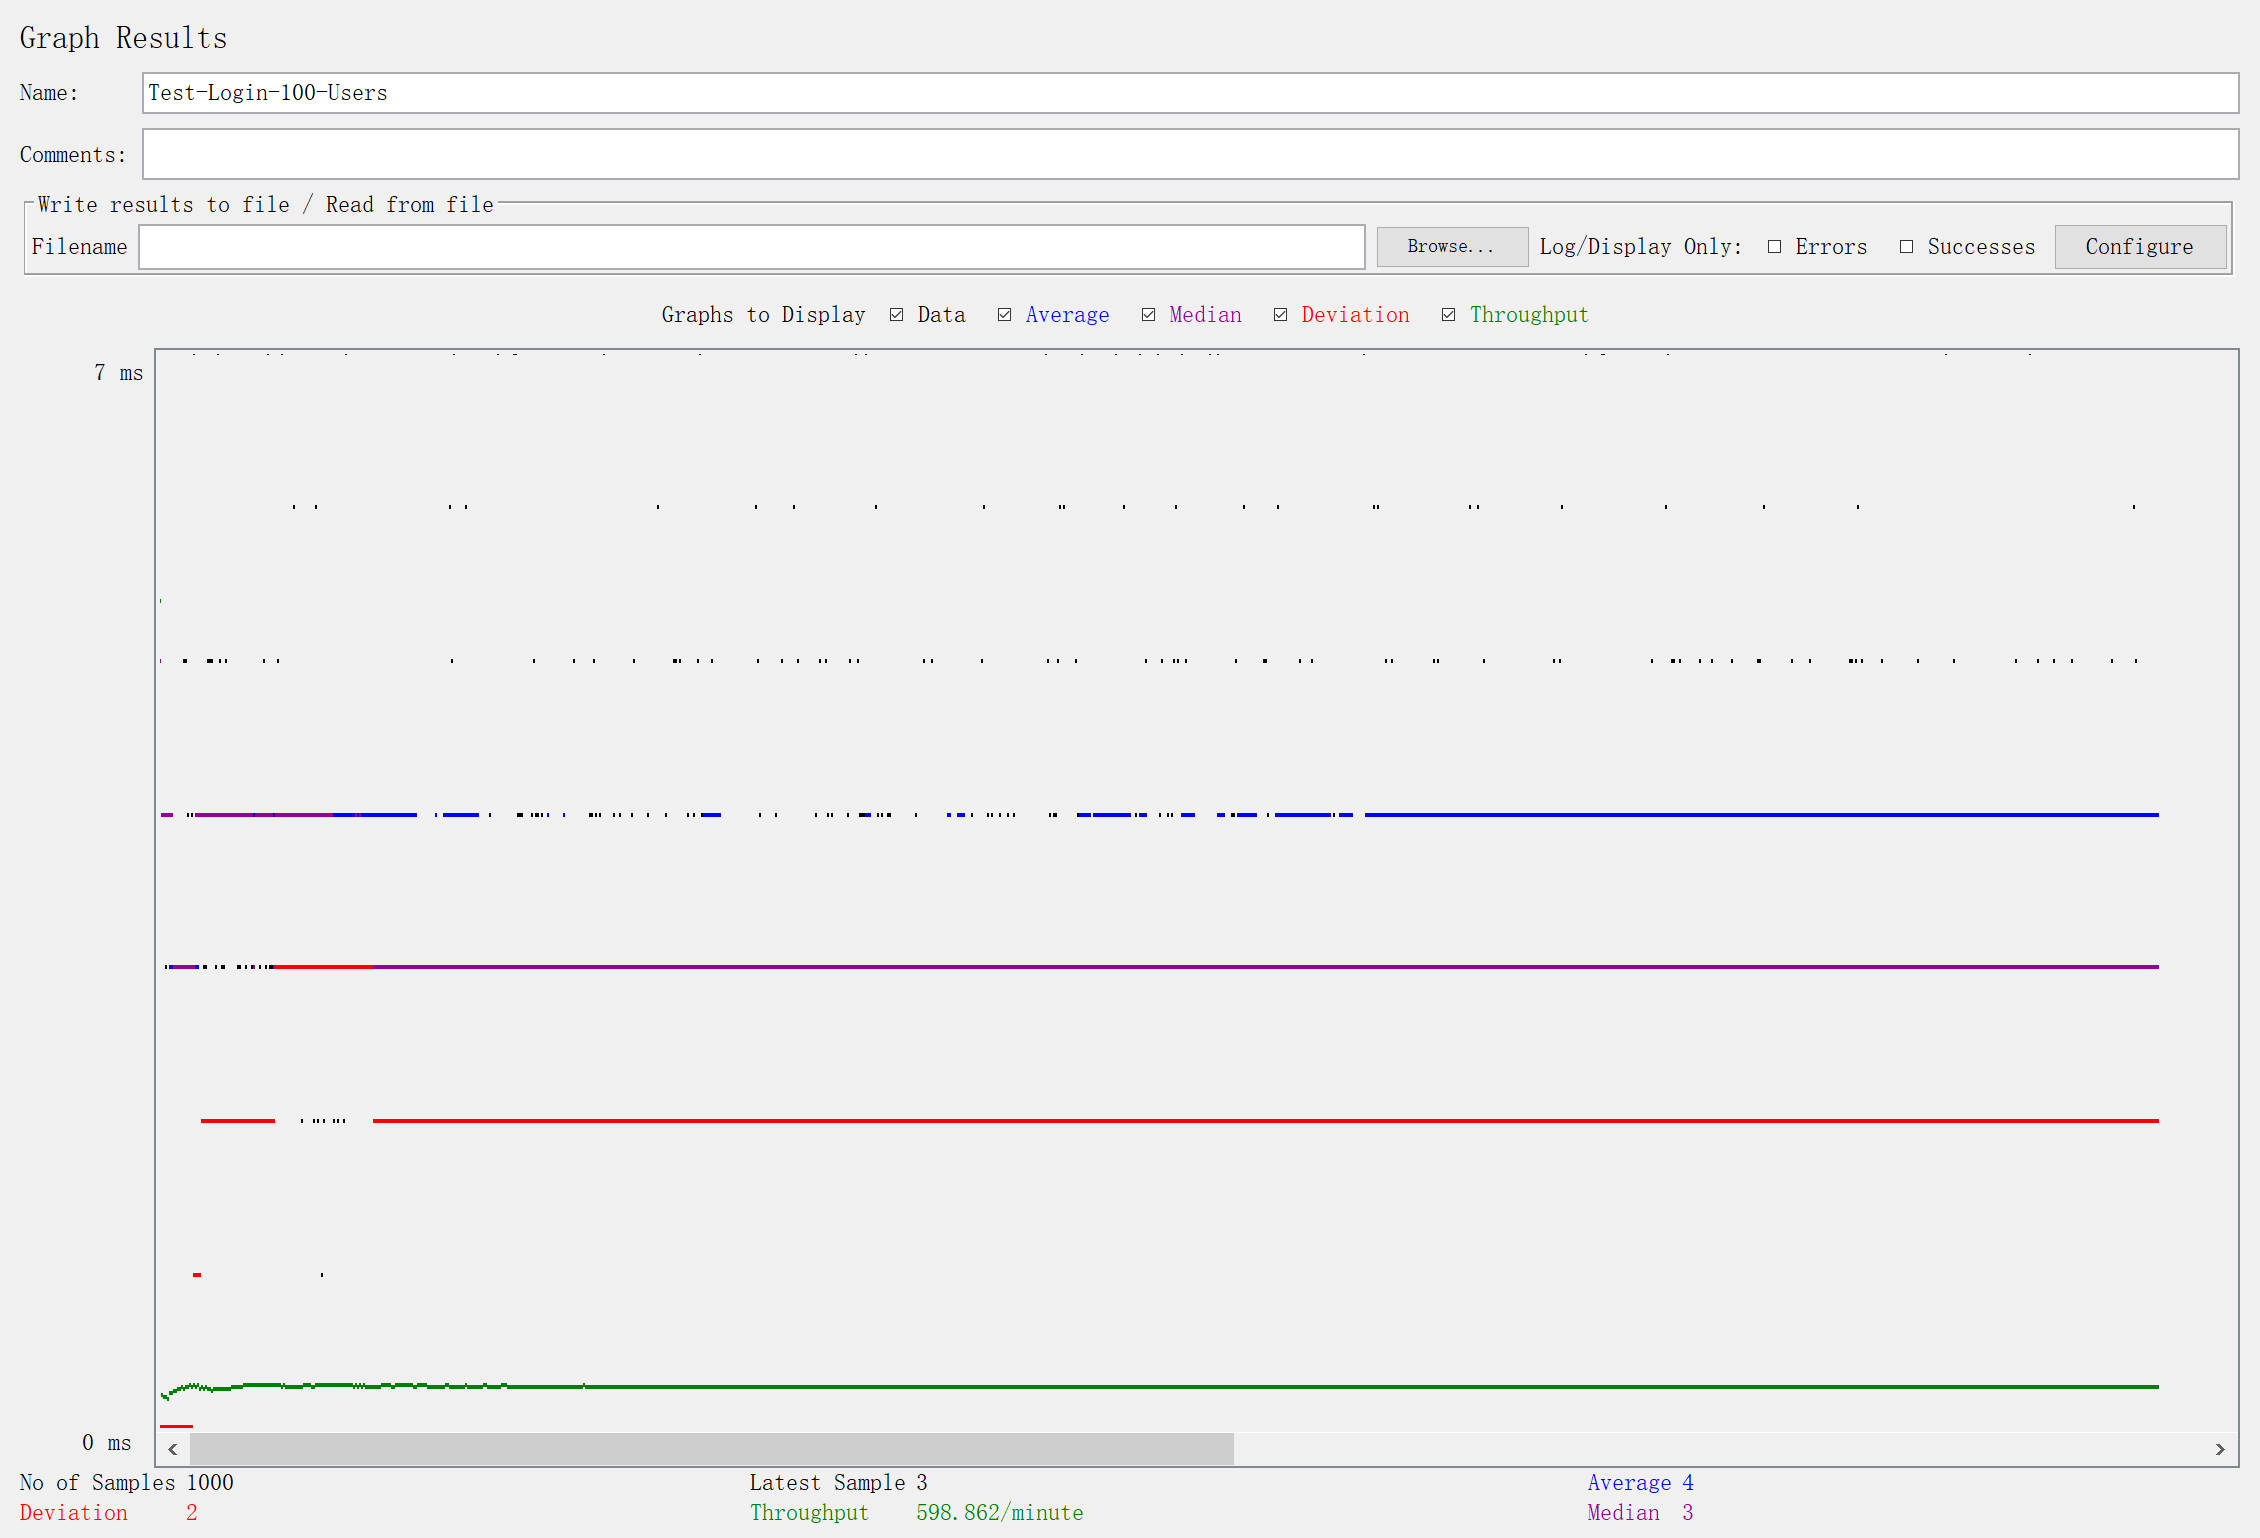 Graph Results
Name: Test-Login-100-Users
Comments:
Write results to file / Read from file
Filename Browse... Log/Display Only: Errors Successes Configure
Graphs to Display Data Average Median Deviation Throughput
7 ms
0 ms
No of Samples 1000 Latest Sample 3 Average 4
Deviation 2 Throughput 598.862/minute Median 3